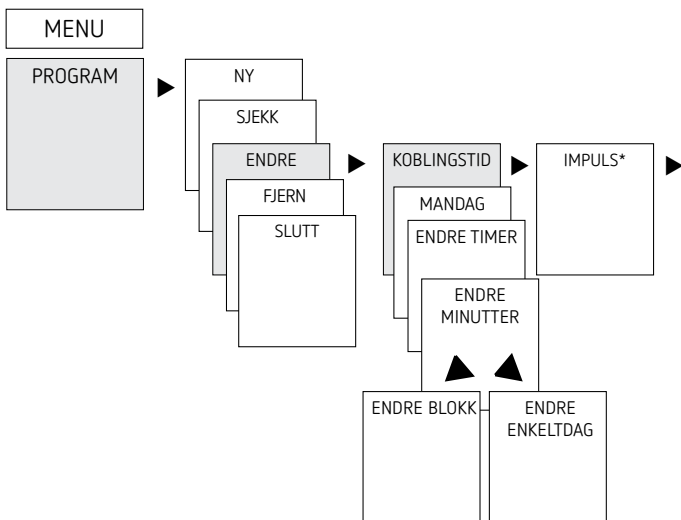 MENU
PROGRAM
NY
SJEKK
ENDRE
FJERN
SLUTT
KOBLINGSTID
MANDAG
ENDRE TIMER
ENDRE
MINUTTER
ENDRE BLOKK
ENDRE
ENKELTDAG
IMPULS*